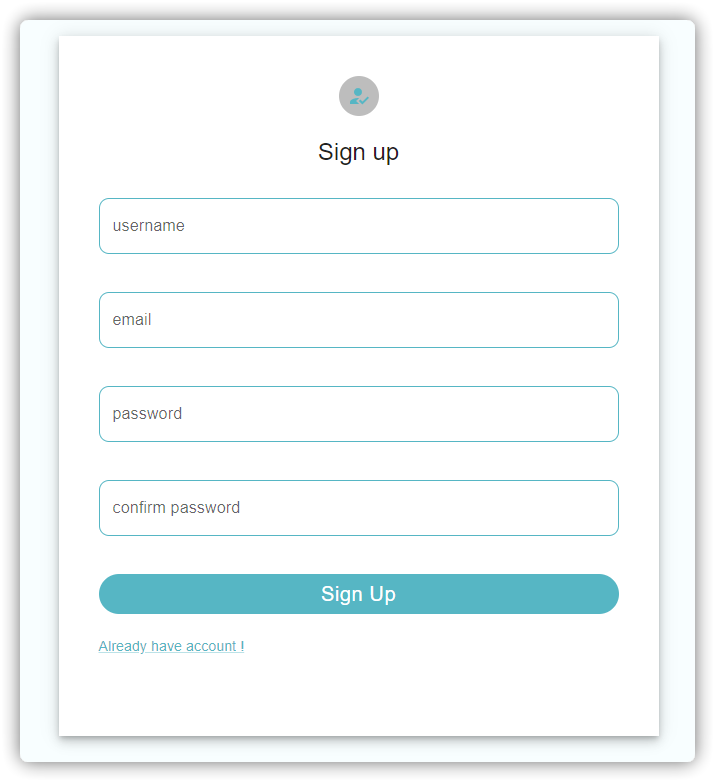 Sign up
username
email
password
confirm password
Sign Up
Already have account !